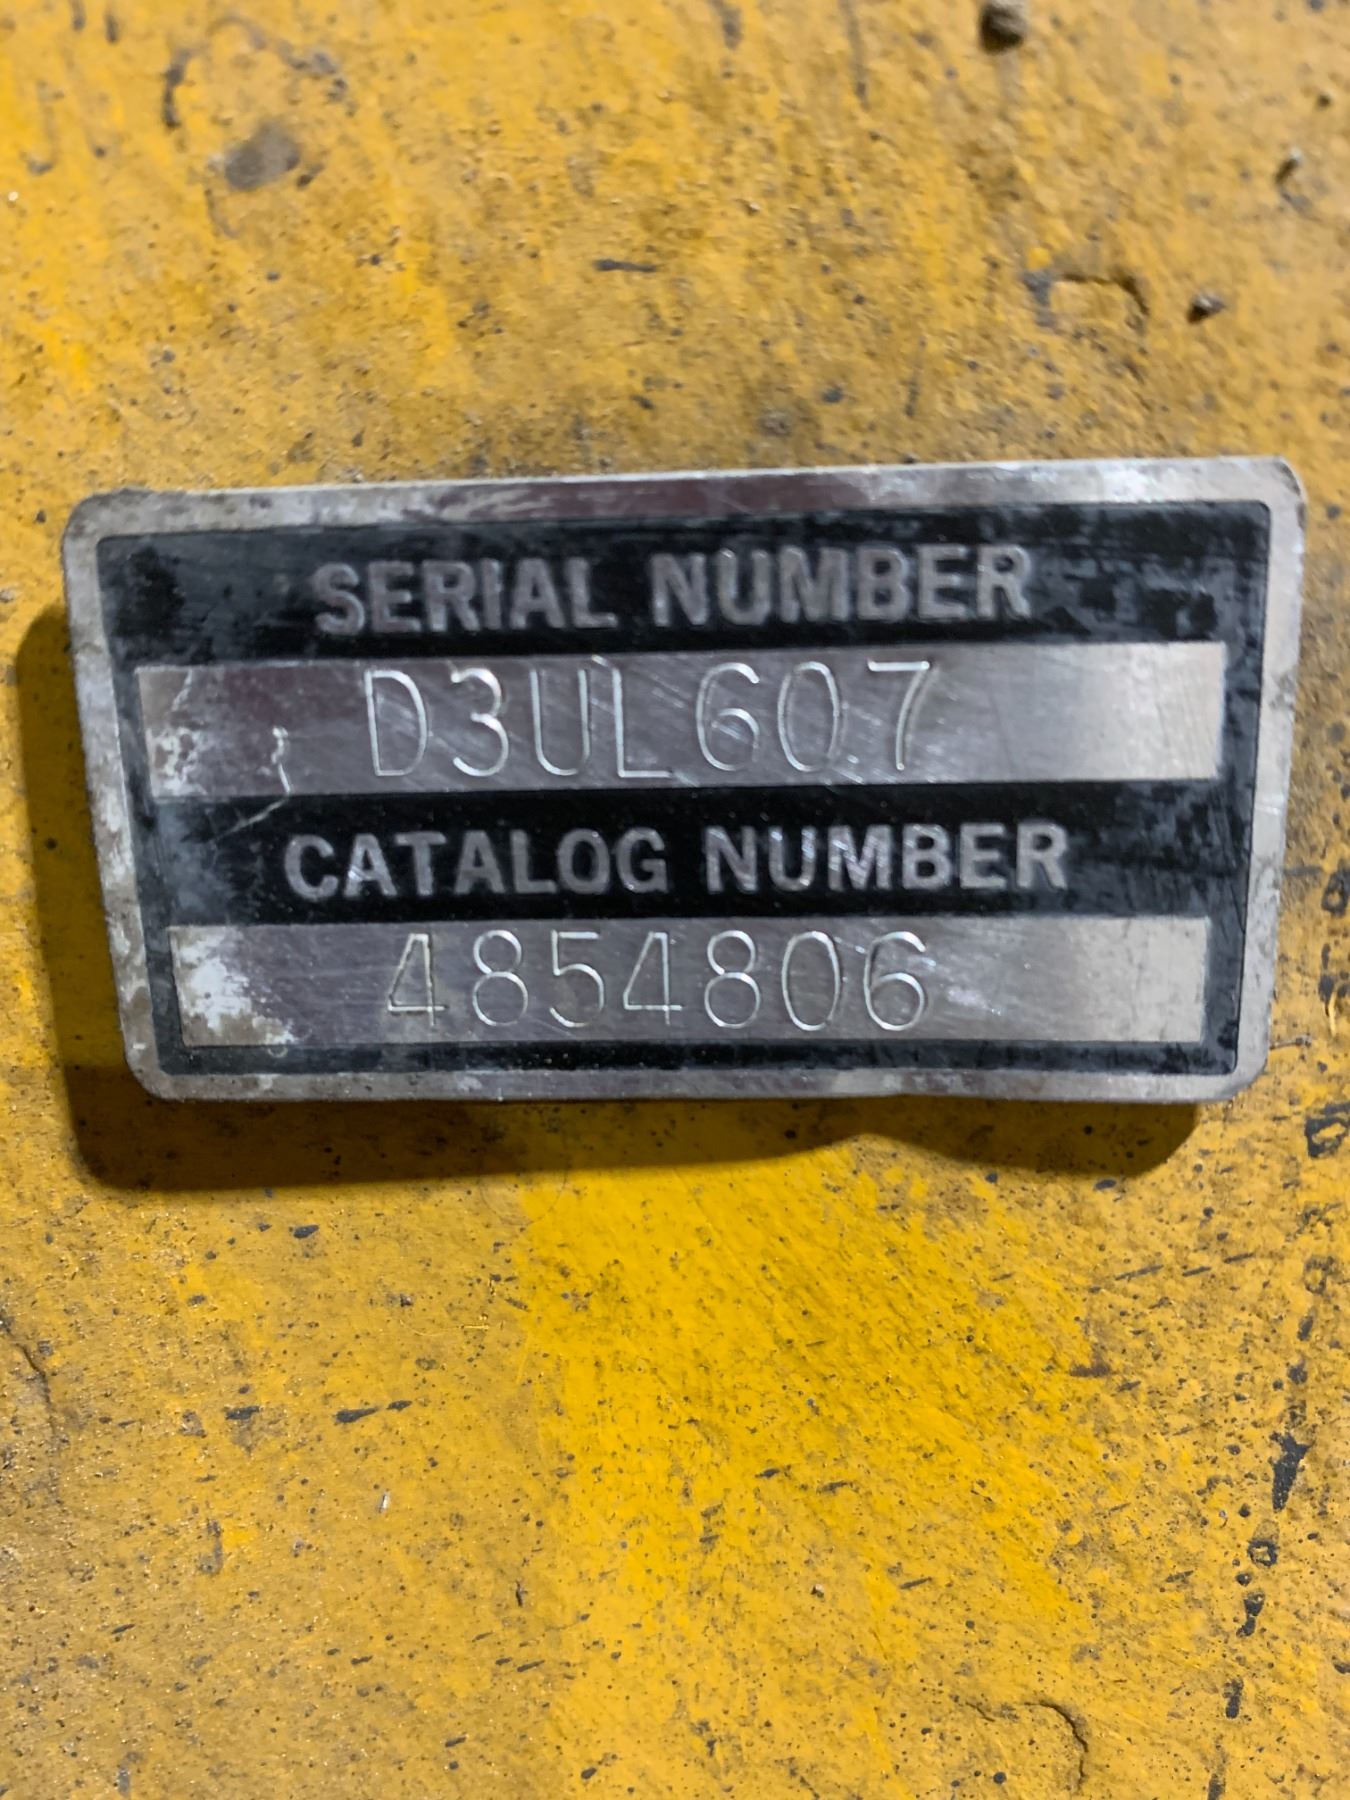 SERIAL NUMBER
D3UL607
CATALOG NUMBER
4854806